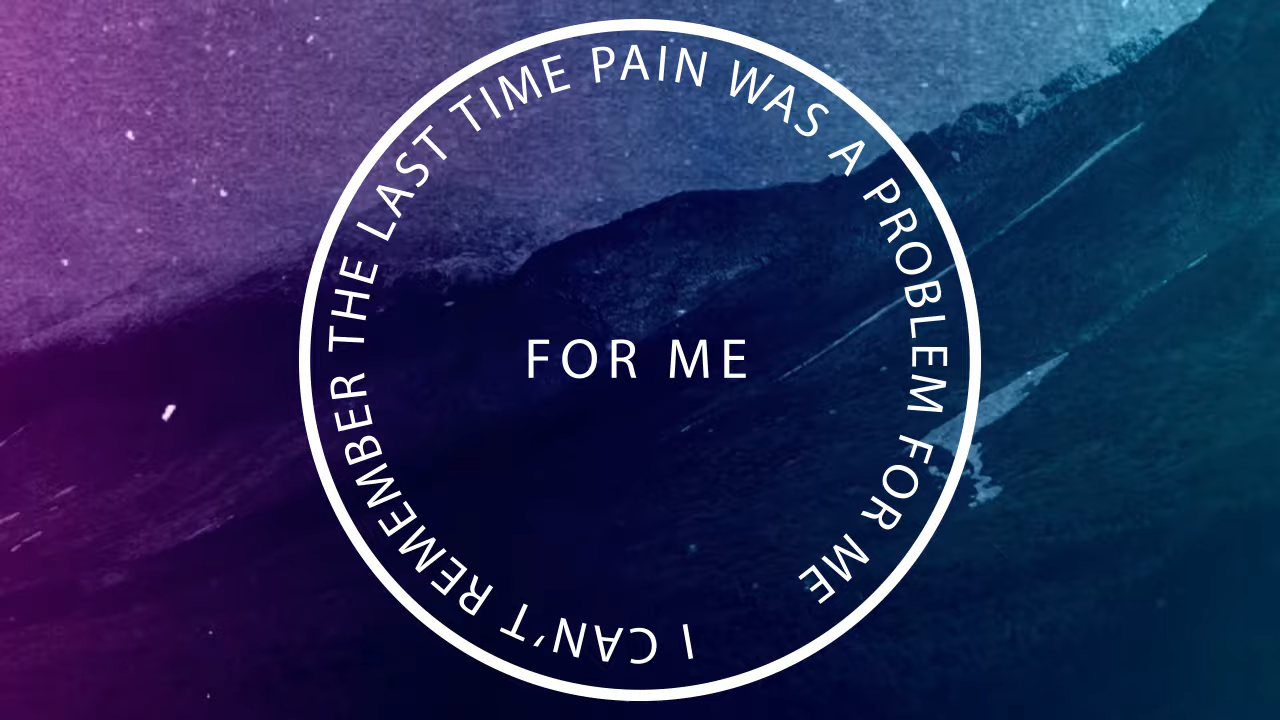 I CAN'T REMEMBER THE LAST TIME PAIN WAS A PROBLEM FOR ME
FOR ME